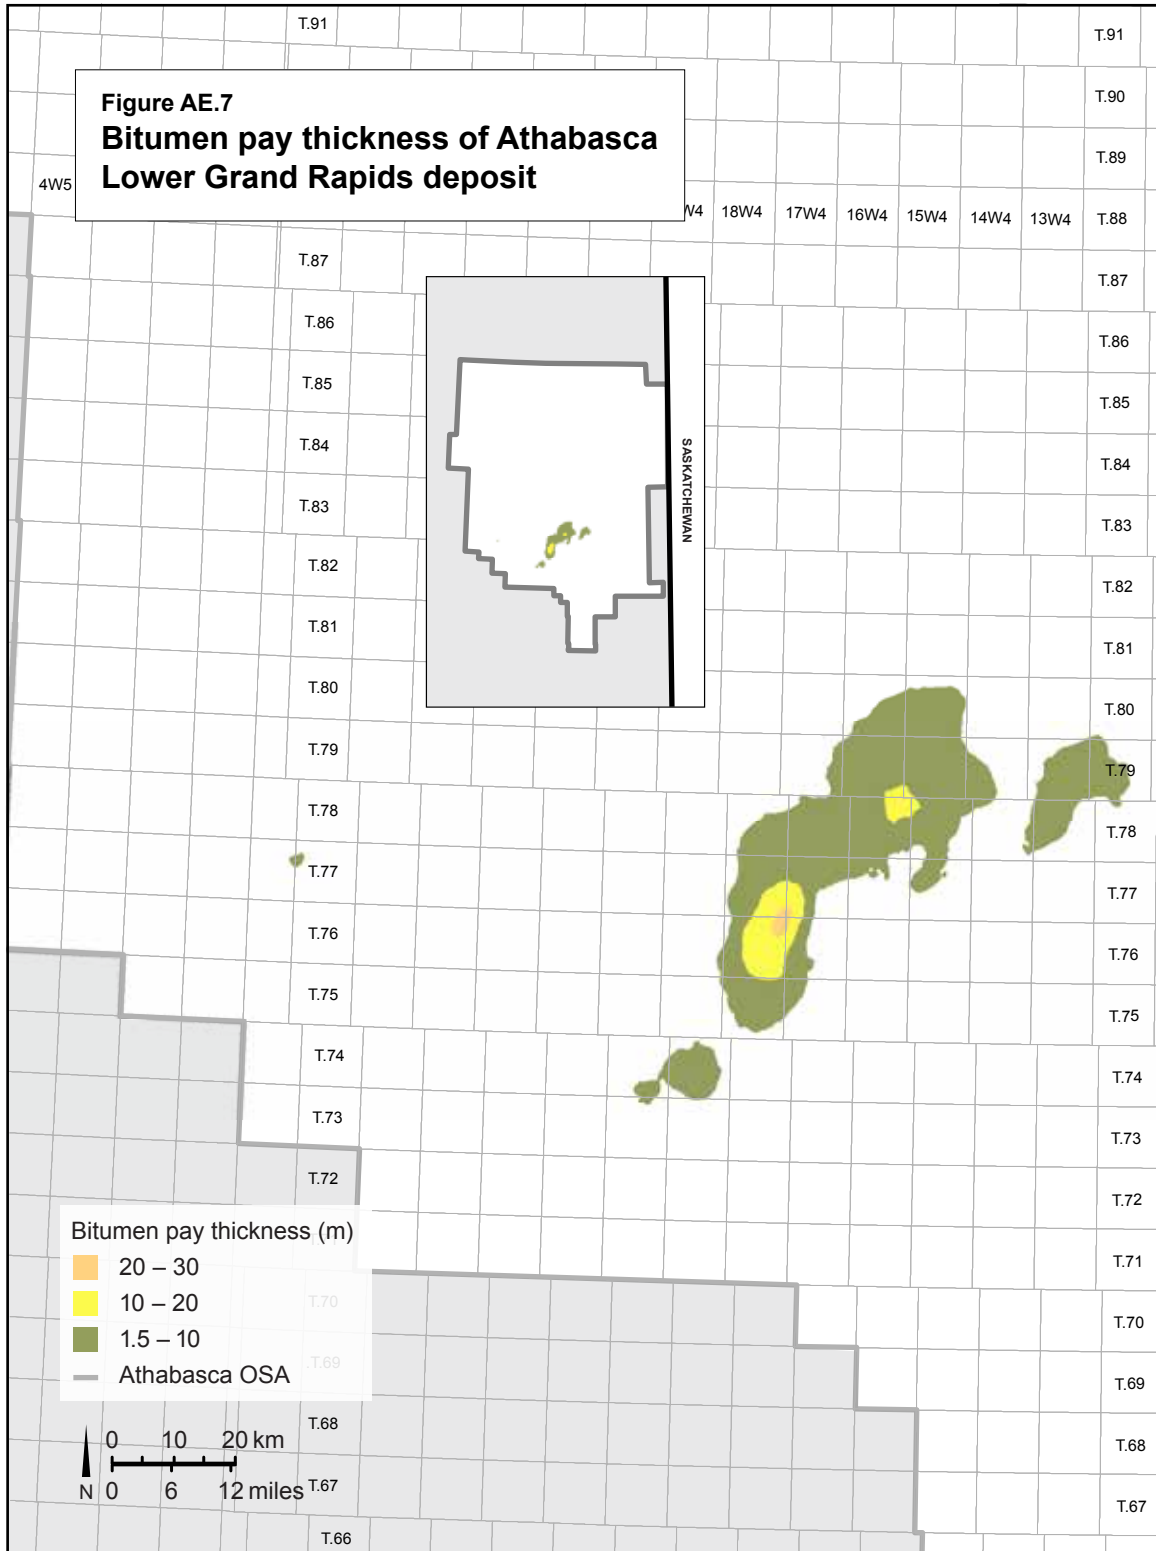 T.91
T.91
Figure AE.7
Bitumen pay thickness of Athabasca
Lower Grand Rapids deposit
T.90
T.89
4W5
W4 18W4 17W4 16W4 15W4 14W4 13W4 T.88
T.87
T.87
T.86
T.86
T.85
T.85
T.84
T.84
T.83
T.83
T.82
T.82
T.81
T.81
T.80
T.80
T.79
T.79
T.78
T.78
T.77
T.77
T.76
T.76
T.75
T.75
T.74
T.74
T.73
T.73
T.72
T.72
T.71
T.70
T.70
T.69
T.69
T.68
T.68
T.67
T.67
T.66
SASKATCHEWAN
Bitumen pay thickness (m)
20 – 30
10 – 20
1.5 – 10
Athabasca OSA
0 10 20 km
N 0 6 12 miles